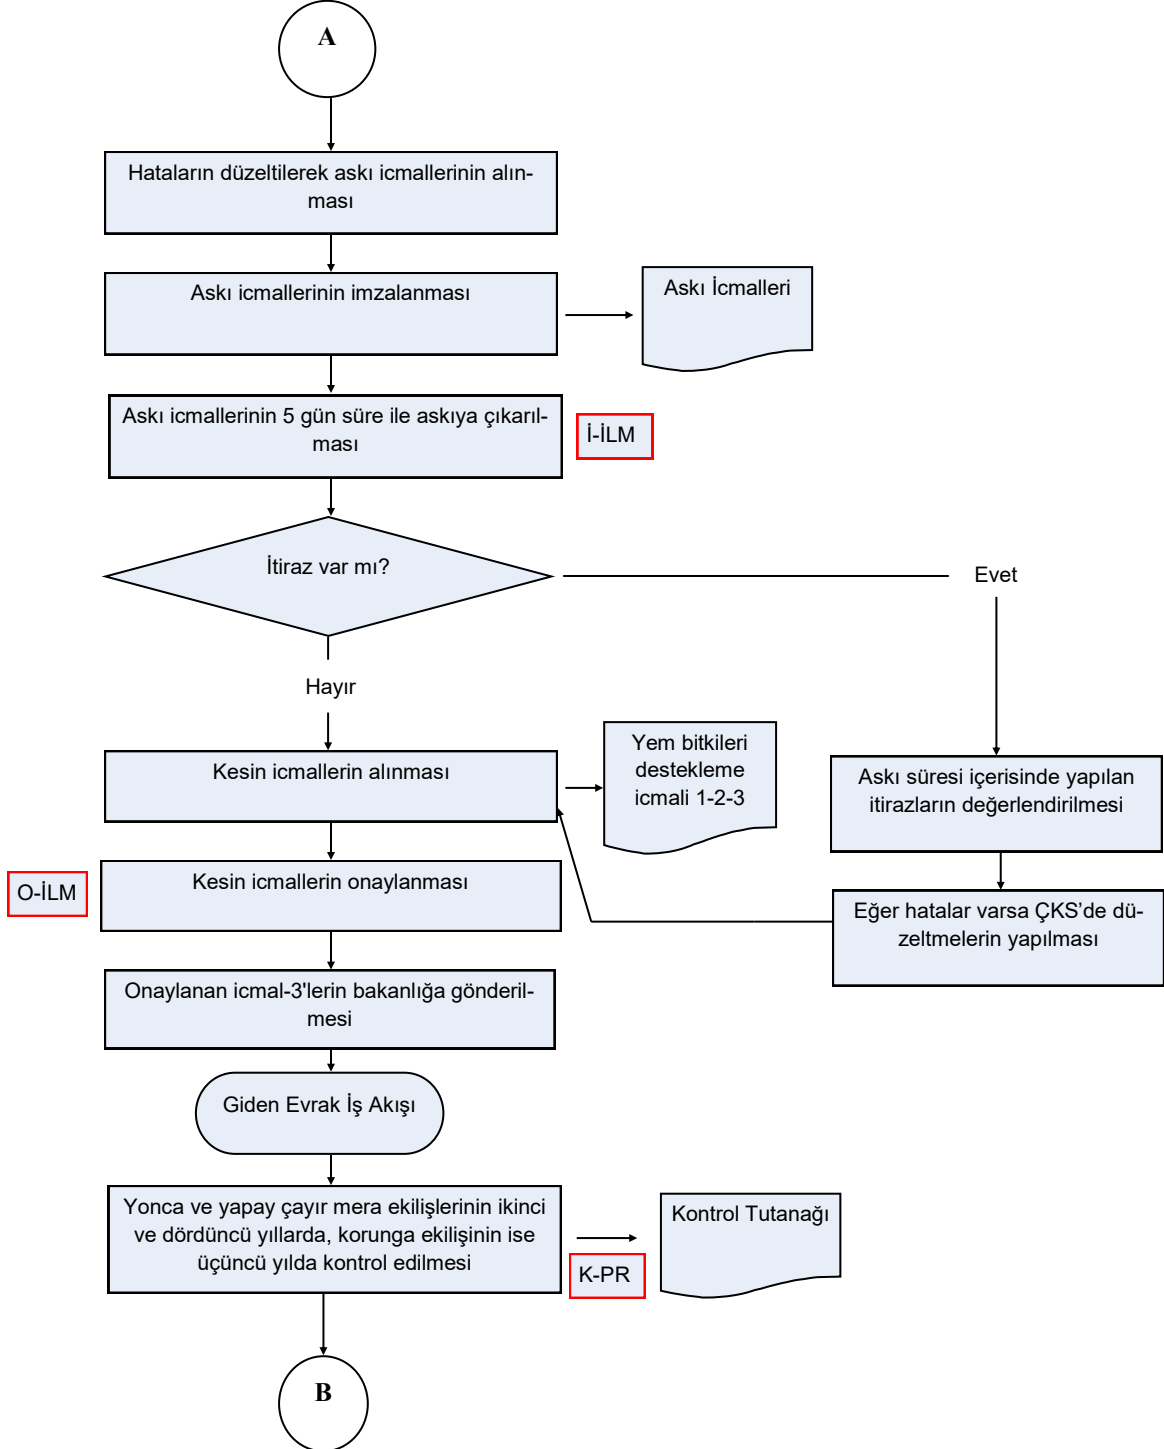 A
Hataların düzeltilerek askı icmallerinin alın-
ması
Askı icmallerinin imzalanması
Askı İcmalleri
Askı icmallerinin 5 gün süre ile askıya çıkarıl-
ması
İ-İLM
İtiraz var mı?
Evet
Hayır
Kesin icmallerin alınması
Yem bitkileri
destekleme
icmali 1-2-3
Askı süresi içerisinde yapılan
itirazların değerlendirilmesi
O-İLM
Kesin icmallerin onaylanması
Eğer hatalar varsa ÇKS’de dü-
zeltmelerin yapılması
Onaylanan icmal-3'lerin bakanlığa gönderil-
mesi
Giden Evrak İş Akışı
Yonca ve yapay çayır mera ekilişlerinin ikinci
ve dördüncü yıllarda, korunga ekilişinin ise
üçüncü yılda kontrol edilmesi
K-PR
Kontrol Tutanağı
B